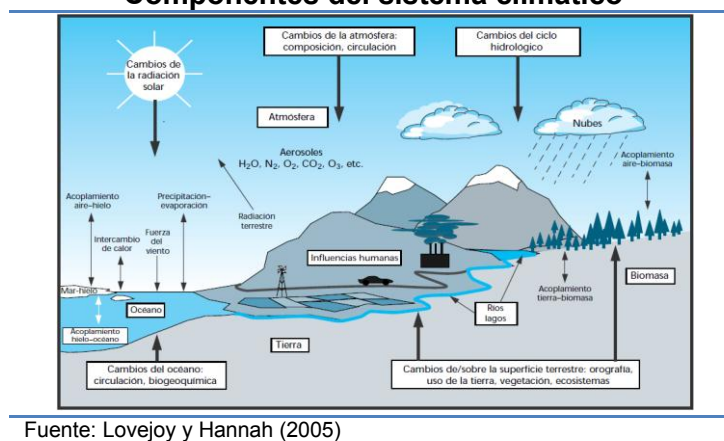 Componentes del sistema climático
Cambios de
la radiación
solar
Cambios de la atmosfera:
composición, circulación
Cambios del ciclo
hidrológico
Atmósfera
Nubes
Aerosoles
H₂O, N₂, O₂, CO₂, O₃, etc.
Acoplamiento
aire-biomasa
Acoplamiento
aire-hielo
Precipitación-
evaporación
Radiación
terrestre
Intercambio
de calor
Fuerza
del
viento
Influencias humanas
Mar-hielo
Océano
Acoplamiento
hielo-océano
Biomasa
Acoplamiento
tierra-biomasa
Ríos
lagos
Tierra
Cambios del océano:
circulación, biogeoquímica
Cambios de/sobre la superficie terrestre: orografía,
uso de la tierra, vegetación, ecosistemas
Fuente: Lovejoy y Hannah (2005)